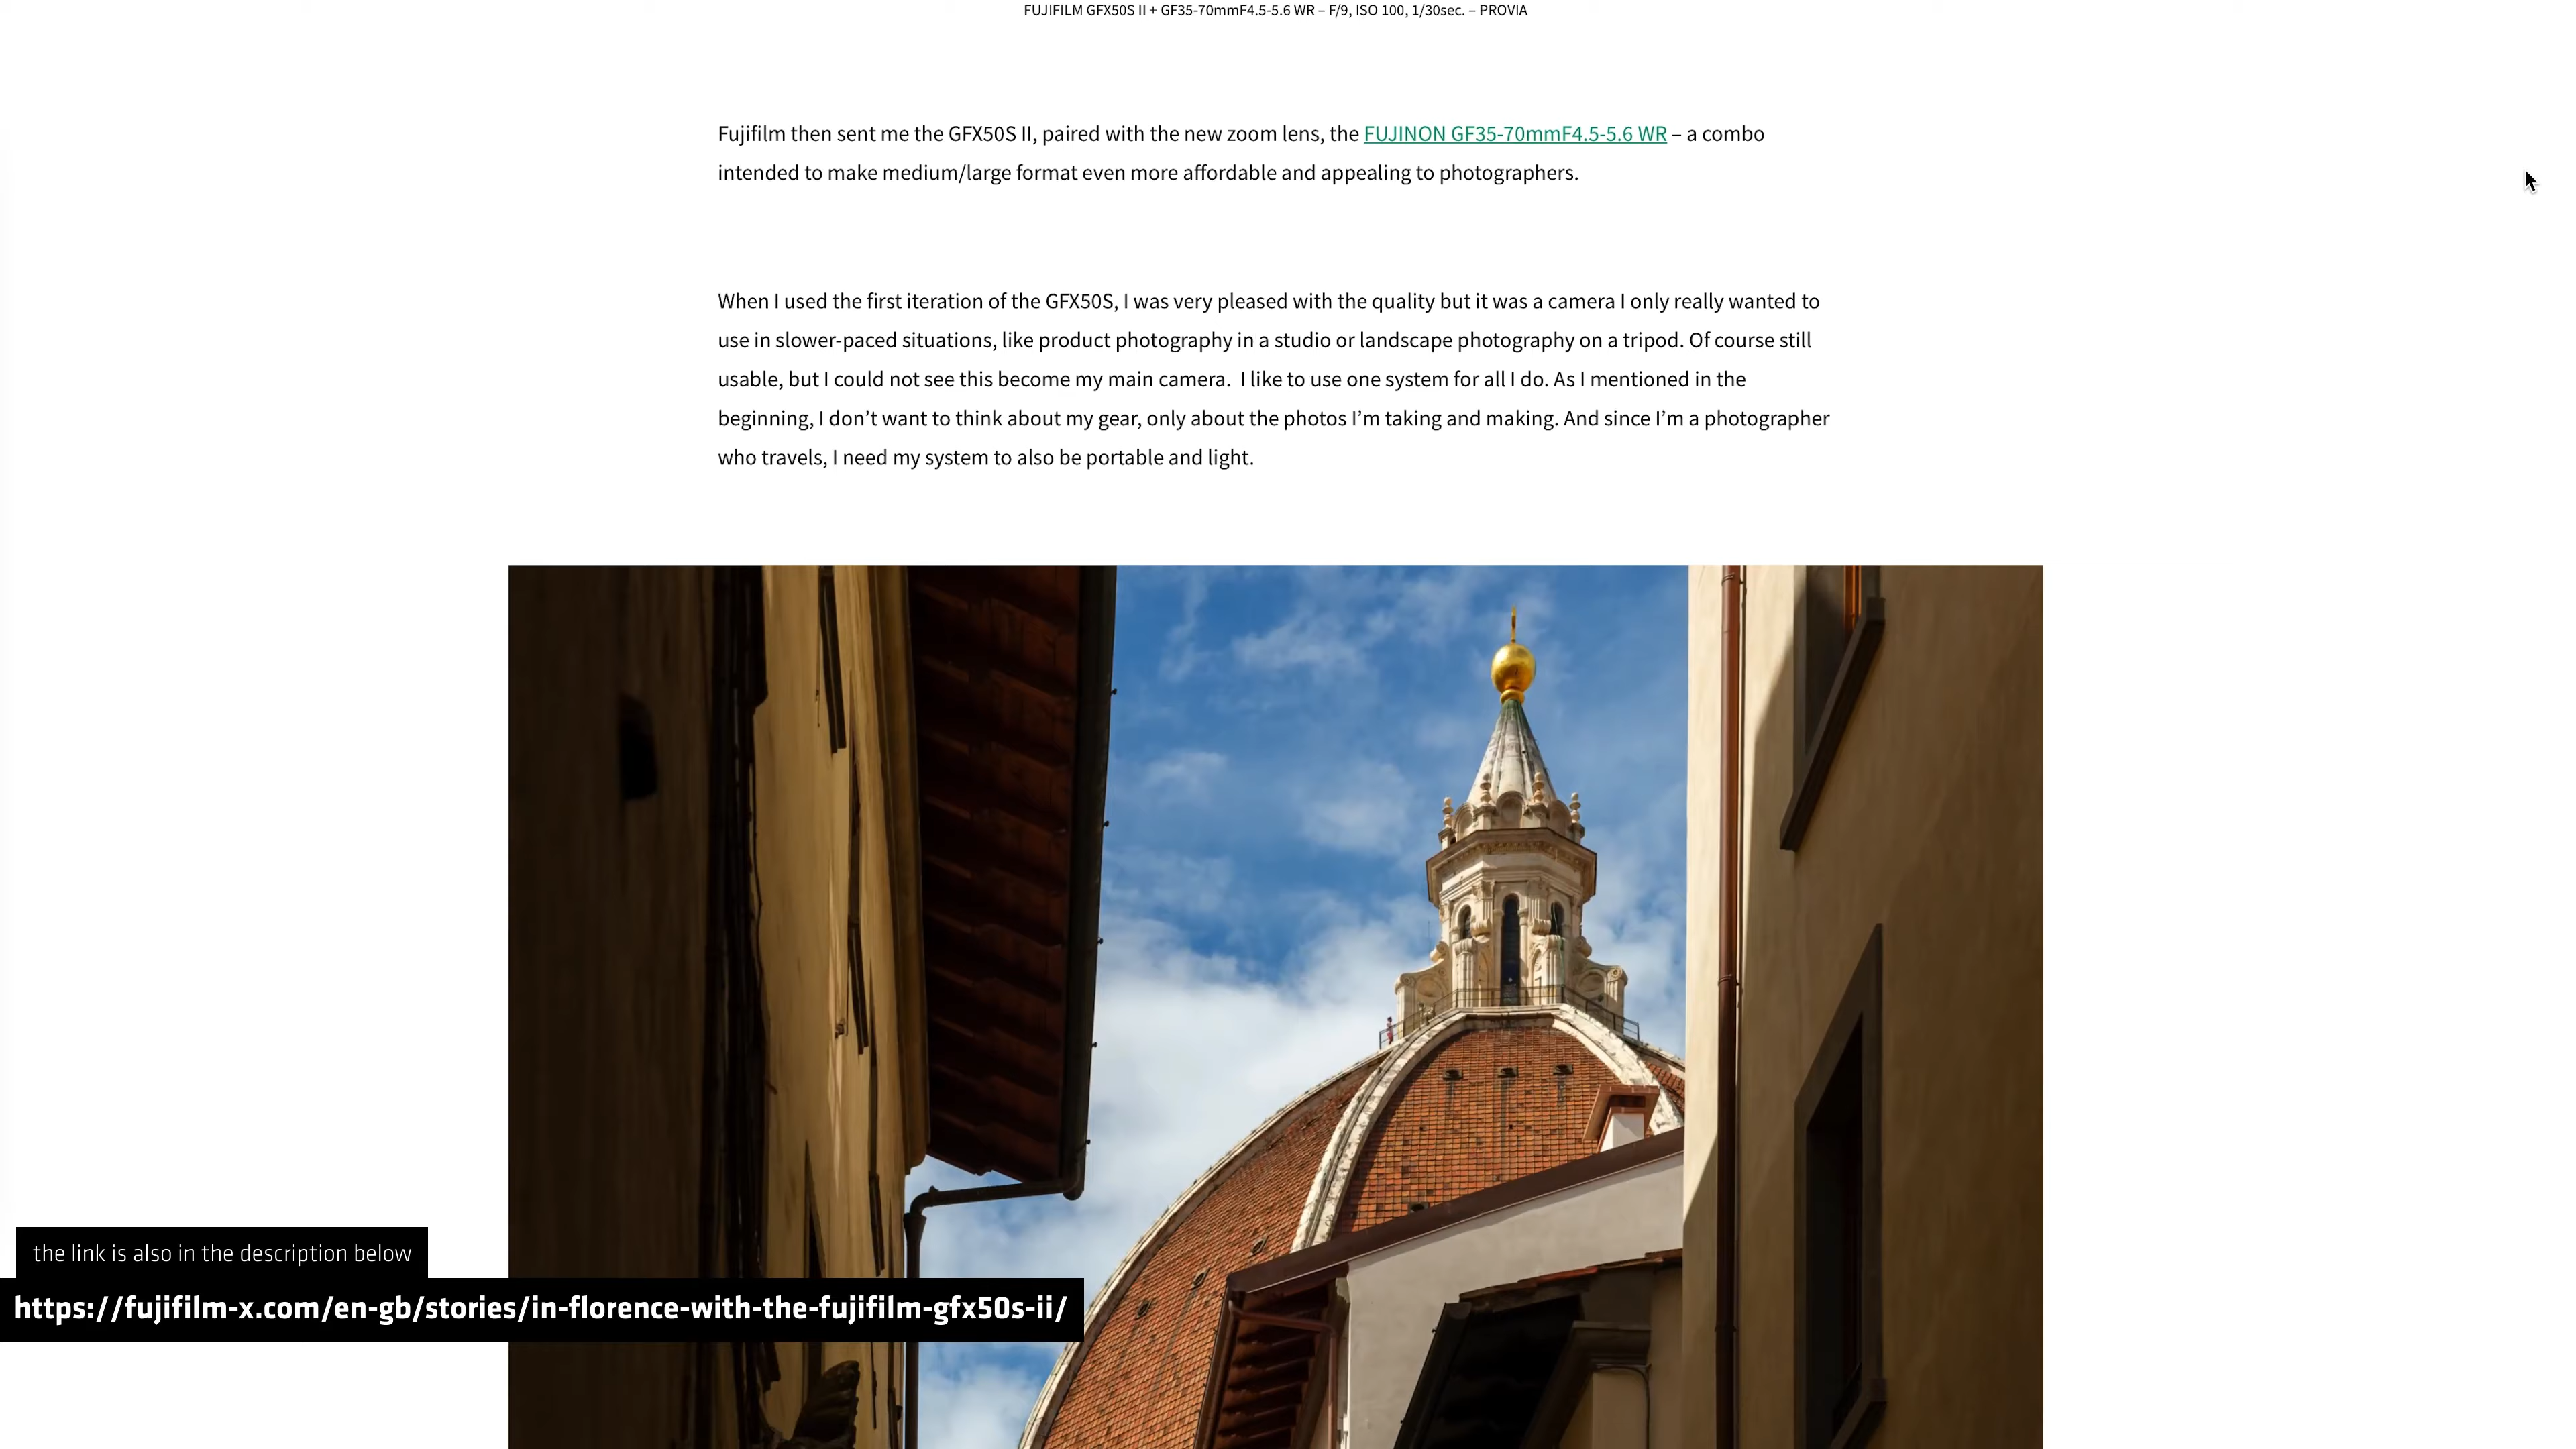 FUJIFILM GFX50S II + GF35-70mmF4.5-5.6 WR – F/9, ISO 100, 1/30sec. – PROVIA
Fujifilm then sent me the GFX50S II, paired with the new zoom lens, the FUJINON GF35-70mmF4.5-5.6 WR – a combo
intended to make medium/large format even more affordable and appealing to photographers.
When I used the first iteration of the GFX50S, I was very pleased with the quality but it was a camera I only really wanted to
use in slower-paced situations, like product photography in a studio or landscape photography on a tripod. Of course still
usable, but I could not see this become my main camera.  I like to use one system for all I do. As I mentioned in the
beginning, I don’t want to think about my gear, only about the photos I’m taking and making. And since I’m a photographer
who travels, I need my system to also be portable and light.
the link is also in the description below
https://fujifilm-x.com/en-gb/stories/in-florence-with-the-fujifilm-gfx50s-ii/